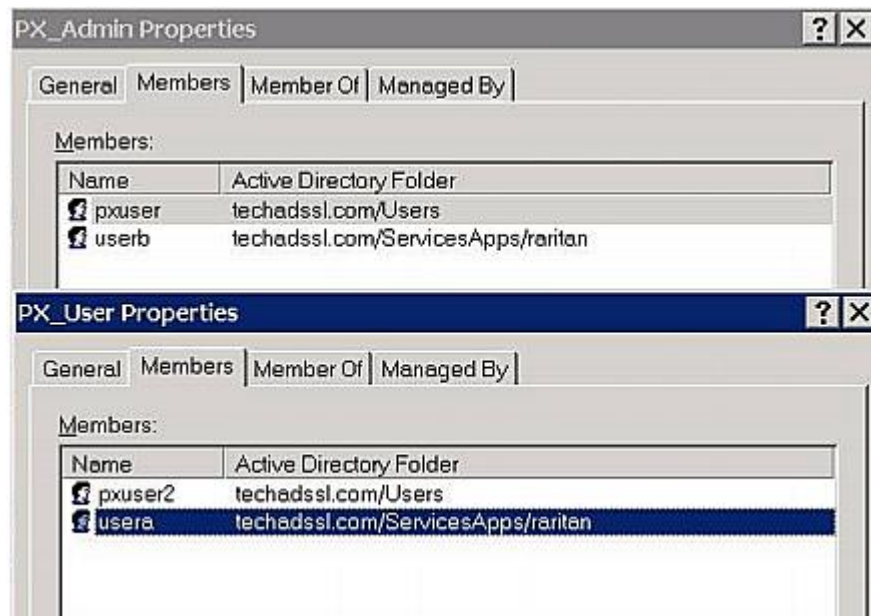 PX_Admin Properties
General Members Member Of Managed By
Members:
Name Active Directory Folder
pxuser techadssl.com/Users
userb techadssl.com/ServicesApps/raritan
PX_User Properties
General Members Member Of Managed By
Members:
Name Active Directory Folder
pxuser2 techadssl.com/Users
usera techadssl.com/ServicesApps/raritan